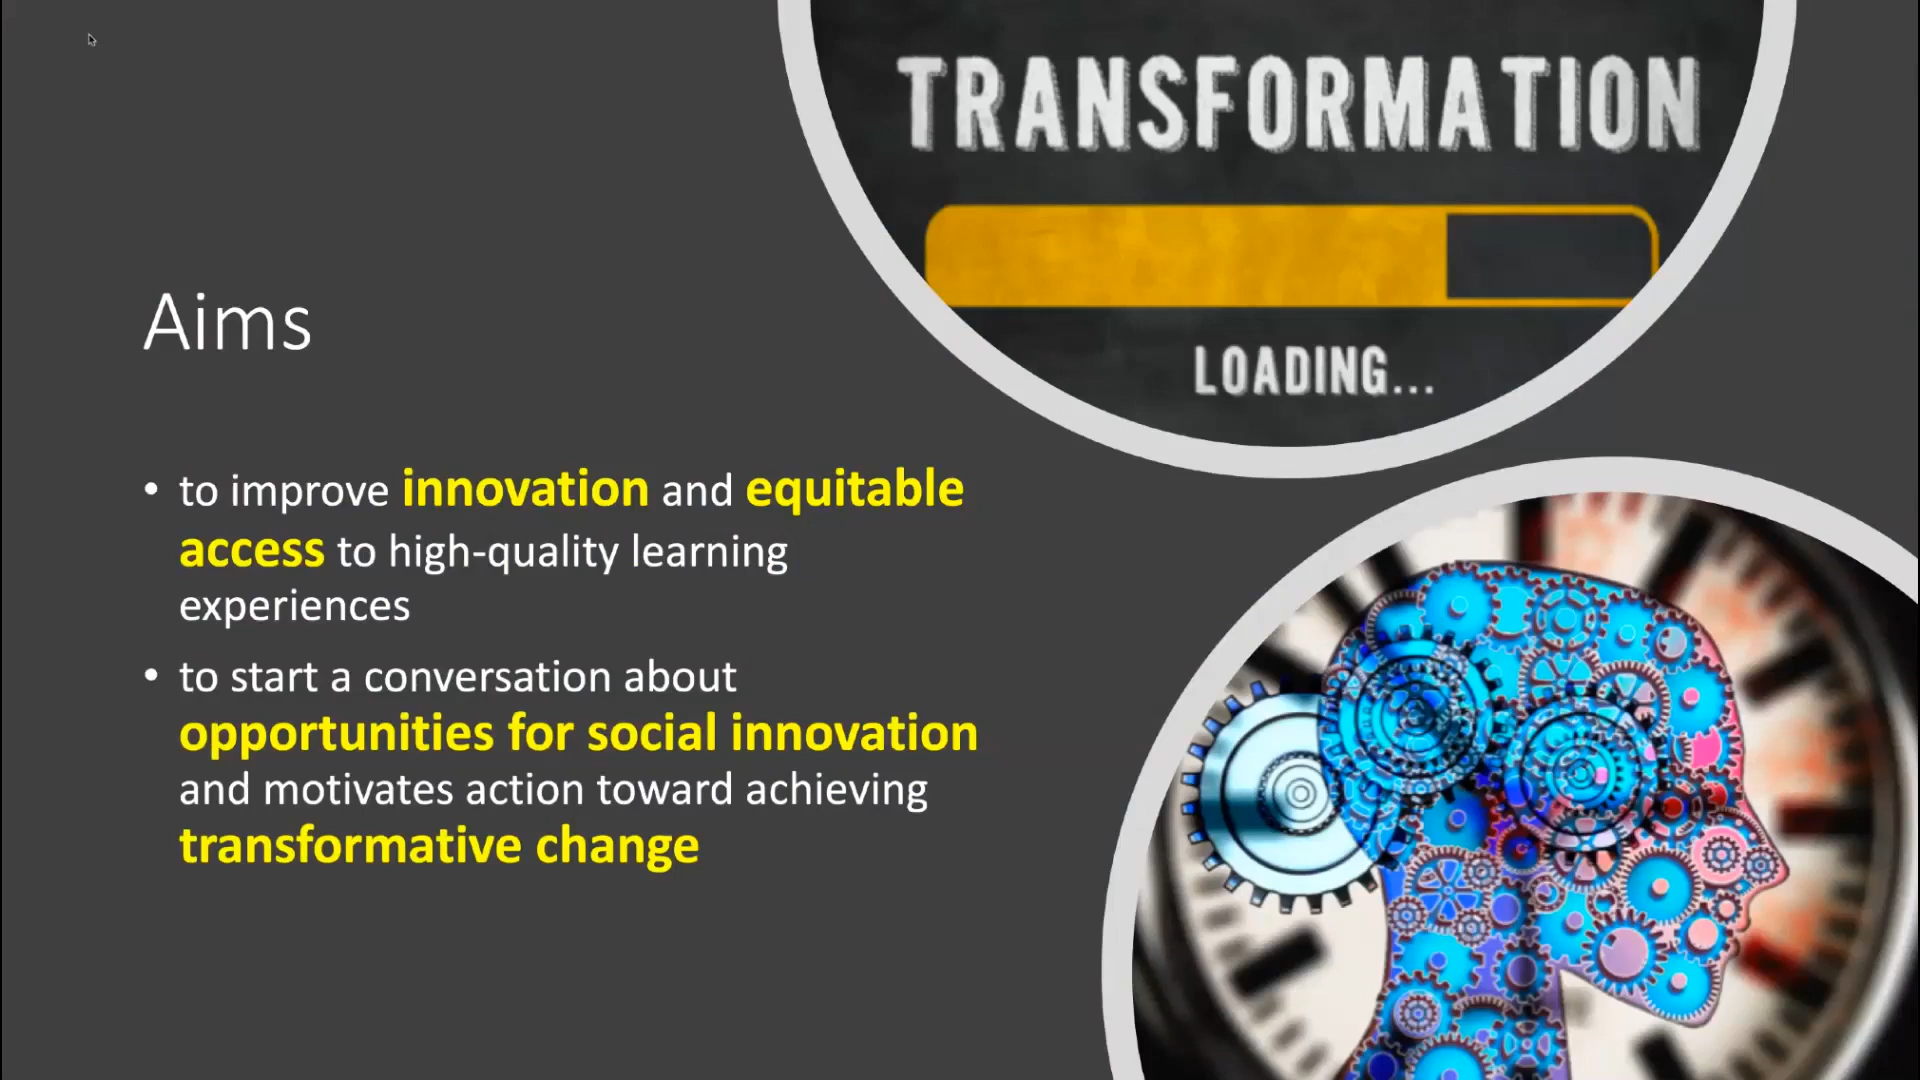 TRANSFORMATION
LOADING...
Aims
• to improve innovation and equitable
access to high-quality learning
experiences
• to start a conversation about
opportunities for social innovation
and motivates action toward achieving
transformative change